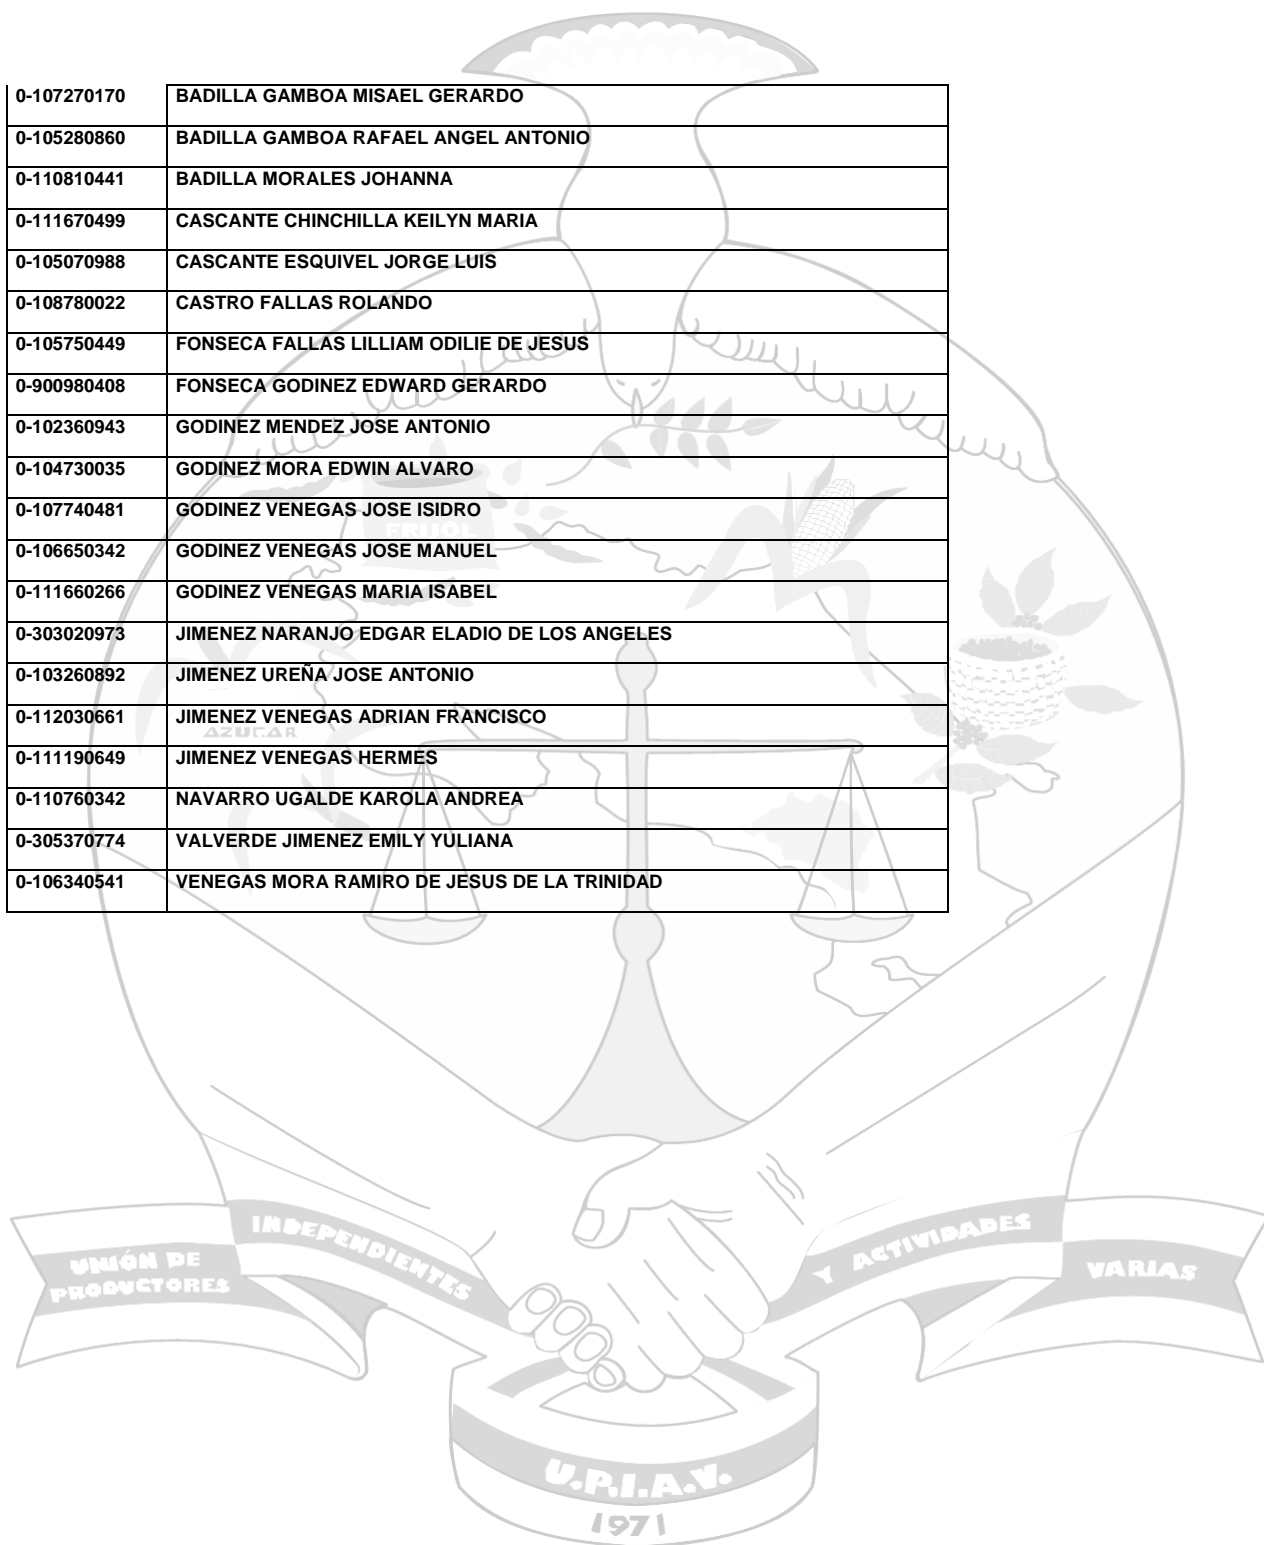 0-107270170 BADILLA GAMBOA MISAEL GERARDO
0-105280860 BADILLA GAMBOA RAFAEL ANGEL ANTONIO
0-110810441 BADILLA MORALES JOHANNA
0-111670499 CASCANTE CHINCHILLA KEILYN MARIA
0-105070988 CASCANTE ESQUIVEL JORGE LUIS
0-108780022 CASTRO FALLAS ROLANDO
0-105750449 FONSECA FALLAS LILLIAM ODILIE DE JESUS
0-900980408 FONSECA GODINEZ EDWARD GERARDO
0-102360943 GODINEZ MENDEZ JOSE ANTONIO
0-104730035 GODINEZ MORA EDWIN ALVARO
0-107740481 GODINEZ VENEGAS JOSE ISIDRO
FRIJOL
0-106650342 GODINEZ VENEGAS JOSE MANUEL
0-111660266 GODINEZ VENEGAS MARIA ISABEL
0-303020973 JIMENEZ NARANJO EDGAR ELADIO DE LOS ANGELES
0-103260892 JIMENEZ UREÑA JOSE ANTONIO
0-112030661 JIMENEZ VENEGAS ADRIAN FRANCISCO
AZUCAR
0-111190649 JIMENEZ VENEGAS HERMES
0-110760342 NAVARRO UGALDE KAROLA ANDREA
0-305370774 VALVERDE JIMENEZ EMILY YULIANA
0-106340541 VENEGAS MORA RAMIRO DE JESUS DE LA TRINIDAD
UNIÓN DE
PRODUCTORES
INDEPENDIENTES
Y ACTIVIDADES
VARIAS
U.P.I.A.V.
1971